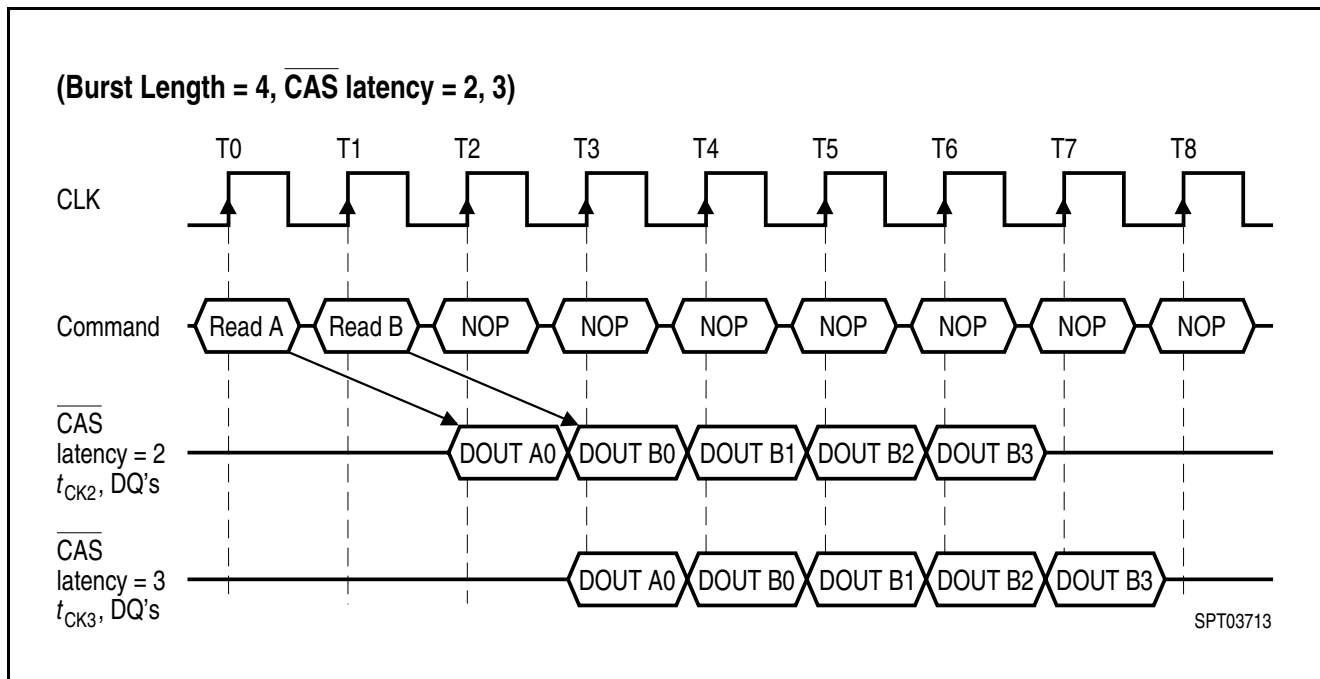 (Burst Length = 4, CAS latency = 2, 3)
T0 T1 T2 T3 T4 T5 T6 T7 T8
CLK
Command Read A Read B NOP NOP NOP NOP NOP NOP NOP
CAS
latency = 2 DOUT A0 DOUT B0 DOUT B1 DOUT B2 DOUT B3
tCK2, DQ's
CAS
latency = 3 DOUT A0 DOUT B0 DOUT B1 DOUT B2 DOUT B3
tCK3, DQ's
SPT03713